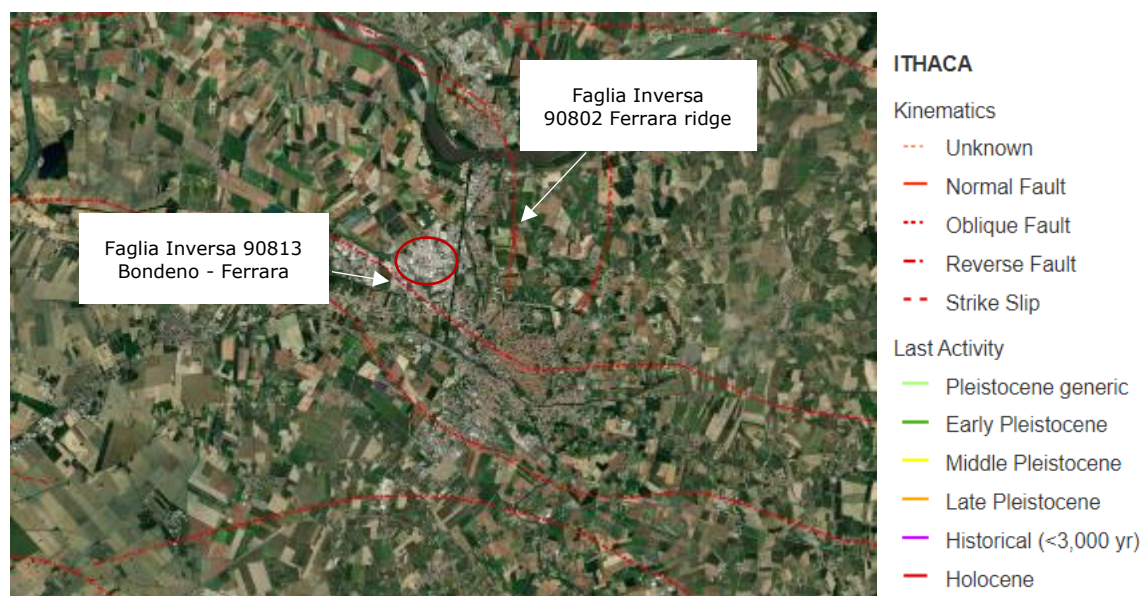 Faglia Inversa
90802 Ferrara ridge
Faglia Inversa 90813
Bondeno - Ferrara
ITHACA
Kinematics
Unknown
Normal Fault
Oblique Fault
Reverse Fault
Strike Slip
Last Activity
Pleistocene generic
Early Pleistocene
Middle Pleistocene
Late Pleistocene
Historical (<3,000 yr)
Holocene